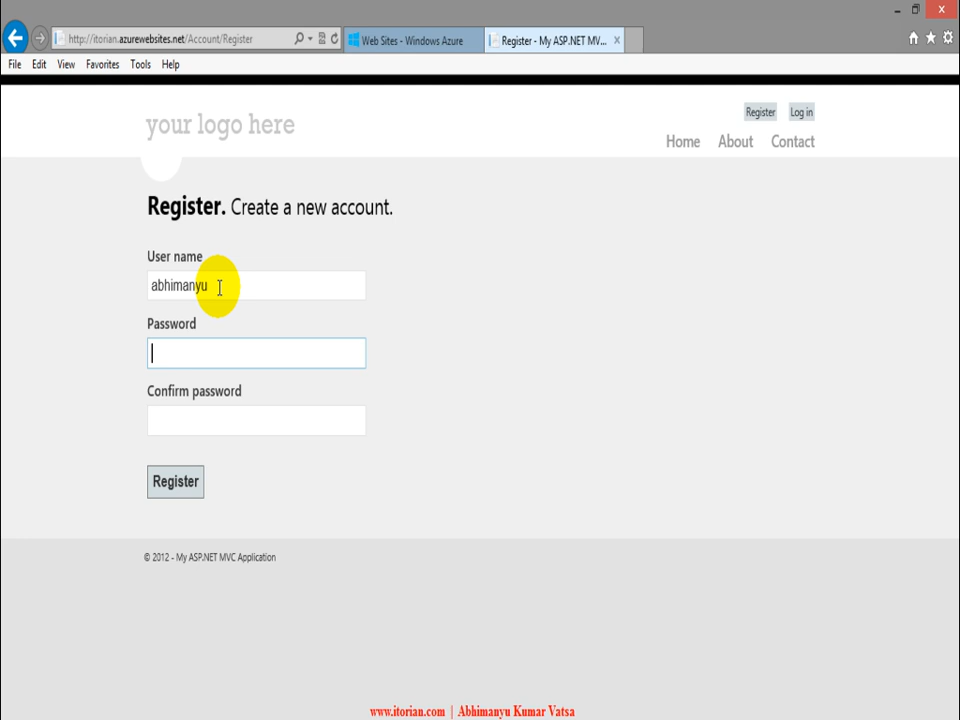 http://itorian.azurewebsites.net/Account/Register
Web Sites - Windows Azure
Register - My ASP.NET MV...
File Edit View Favorites Tools Help
Register Log in
your logo here
Home About Contact
Register. Create a new account.
User name
abhimanyu
Password
Confirm password
Register
© 2012 - My ASP.NET MVC Application
www.itorian.com | Abhimanyu Kumar Vatsa